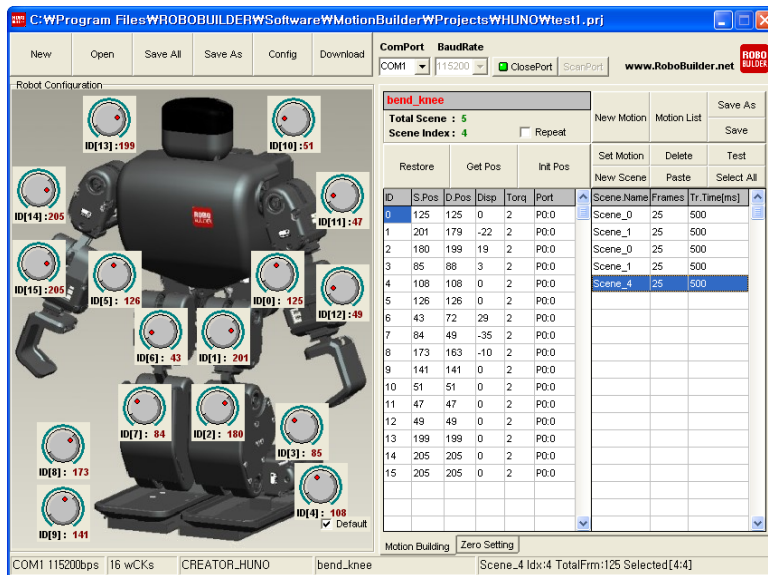 C:₩Program Files₩ROBOBUILDER₩Software₩MotionBuilder₩Projects₩HUNO₩test1.prj
New Open Save All Save As Config Download
ComPort BaudRate
COM1 115200 ClosePort ScanPort www.RoboBuilder.net ROBO BUILDER
Robot Configuration
ID[13]: 199
ID[10]: 51
ID[14]: 205
ID[11]: 47
ROBO BUILDER
ID[15]: 205
ID[5]: 126
ID[0]: 125
ID[12]: 49
E
ID[6]: 43
ID[1]: 201
ID[7]: 84
ID[2]: 180
ID[3]: 85
ID[8]: 173
ID[4]: 108
Default
ID[9]: 141
bend_knee
Total Scene : 5
Scene Index : 4 Repeat
New Motion Motion List Save As
Save
Restore Get Pos Init Pos
Set Motion Delete Test
New Scene Paste Select All
ID S.Pos D.Pos Disp Torq Port
0 125 125 0 2 P0:0
1 201 179 -22 2 P0:0
2 180 199 19 2 P0:0
3 85 88 3 2 P0:0
4 108 108 0 2 P0:0
5 126 126 0 2 P0:0
6 43 72 29 2 P0:0
7 84 49 -35 2 P0:0
8 173 163 -10 2 P0:0
9 141 141 0 2 P0:0
10 51 51 0 2 P0:0
11 47 47 0 2 P0:0
12 49 49 0 2 P0:0
13 199 199 0 2 P0:0
14 205 205 0 2 P0:0
15 205 205 0 2 P0:0
Scene.Name Frames Tr.Time[ms]
Scene_0 25 500
Scene_1 25 500
Scene_0 25 500
Scene_1 25 500
Scene_4 25 500
Motion Building Zero Setting
COM1 115200bps 16 wCKs CREATOR_HUNO bend_knee Scene_4 Idx:4 TotalFrm:125 Selected[4:4]